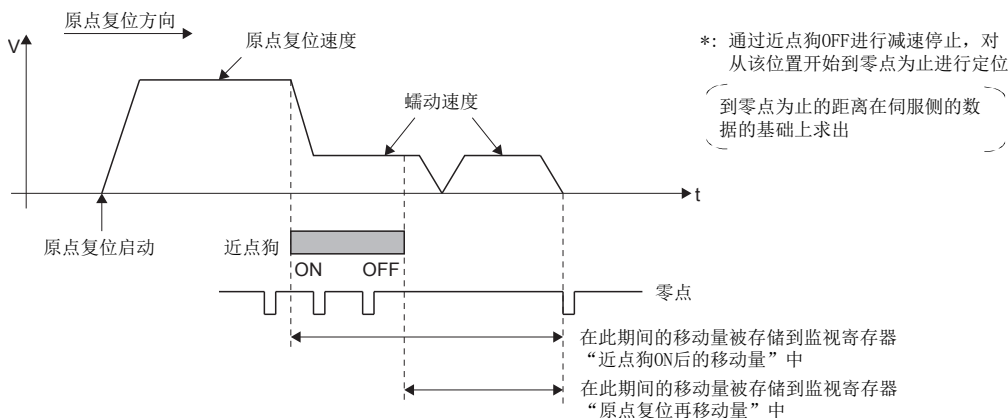 原点复位方向
V
原点复位速度
*: 通过近点狗OFF进行减速停止，对
从该位置开始到零点为止进行定位
到零点为止的距离在伺服侧的数
据的基础上求出
蠕动速度
t
原点复位启动
近点狗
ON
OFF
零点
在此期间的移动量被存储到监视寄存器
“近点狗ON后的移动量”中
在此期间的移动量被存储到监视寄存器
“原点复位再移动量”中